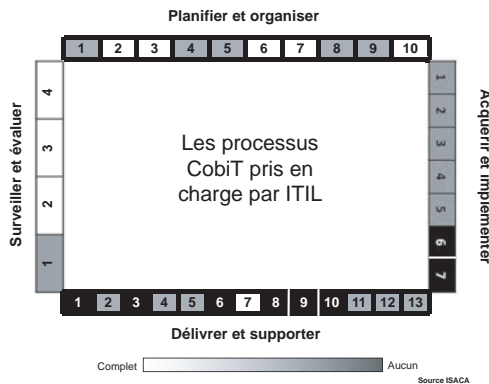 Planifier et organiser
1 2 3 4 5 6 7 8 9 10
Surveiller et évaluer
4
3
2
1
Les processus
CobiT pris en
charge par ITIL
1
2
3
4
5
6
7
Acquérir et implémenter
1 2 3 4 5 6 7 8 9 10 11 12 13
Délivrer et supporter
Complet Aucun
Source ISACA